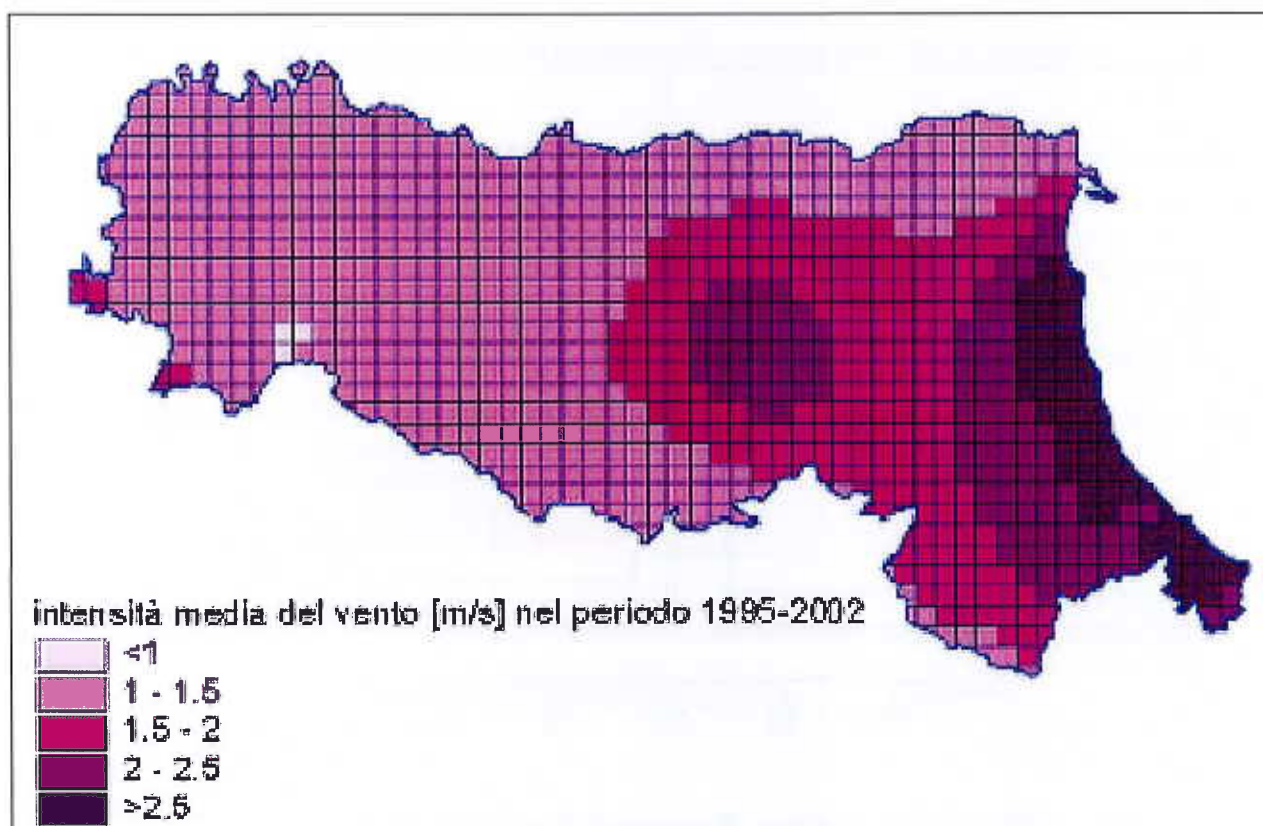 intensità media del vento [m/s] nel periodo 1995-2002
<1
1 - 1.5
1.5 - 2
2 - 2.5
>2.5